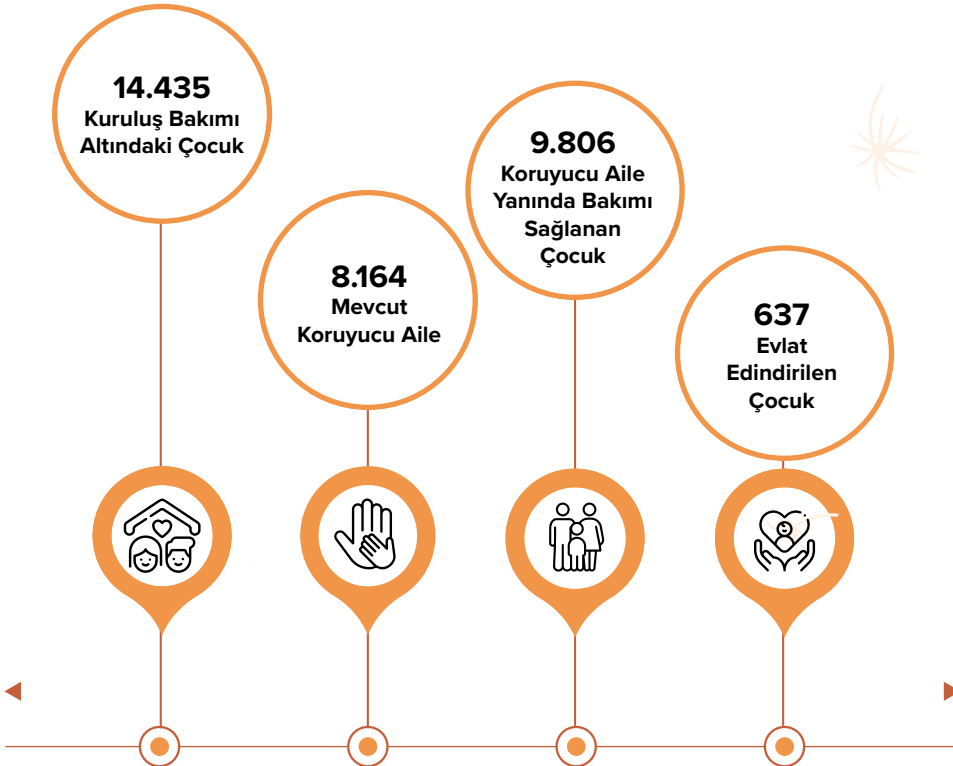 14.435
Kuruluş Bakımı
Altındaki Çocuk
8.164
Mevcut
Koruyucu Aile
9.806
Koruyucu Aile
Yanında Bakımı
Sağlanan
Çocuk
637
Evlat
Edindirilen
Çocuk